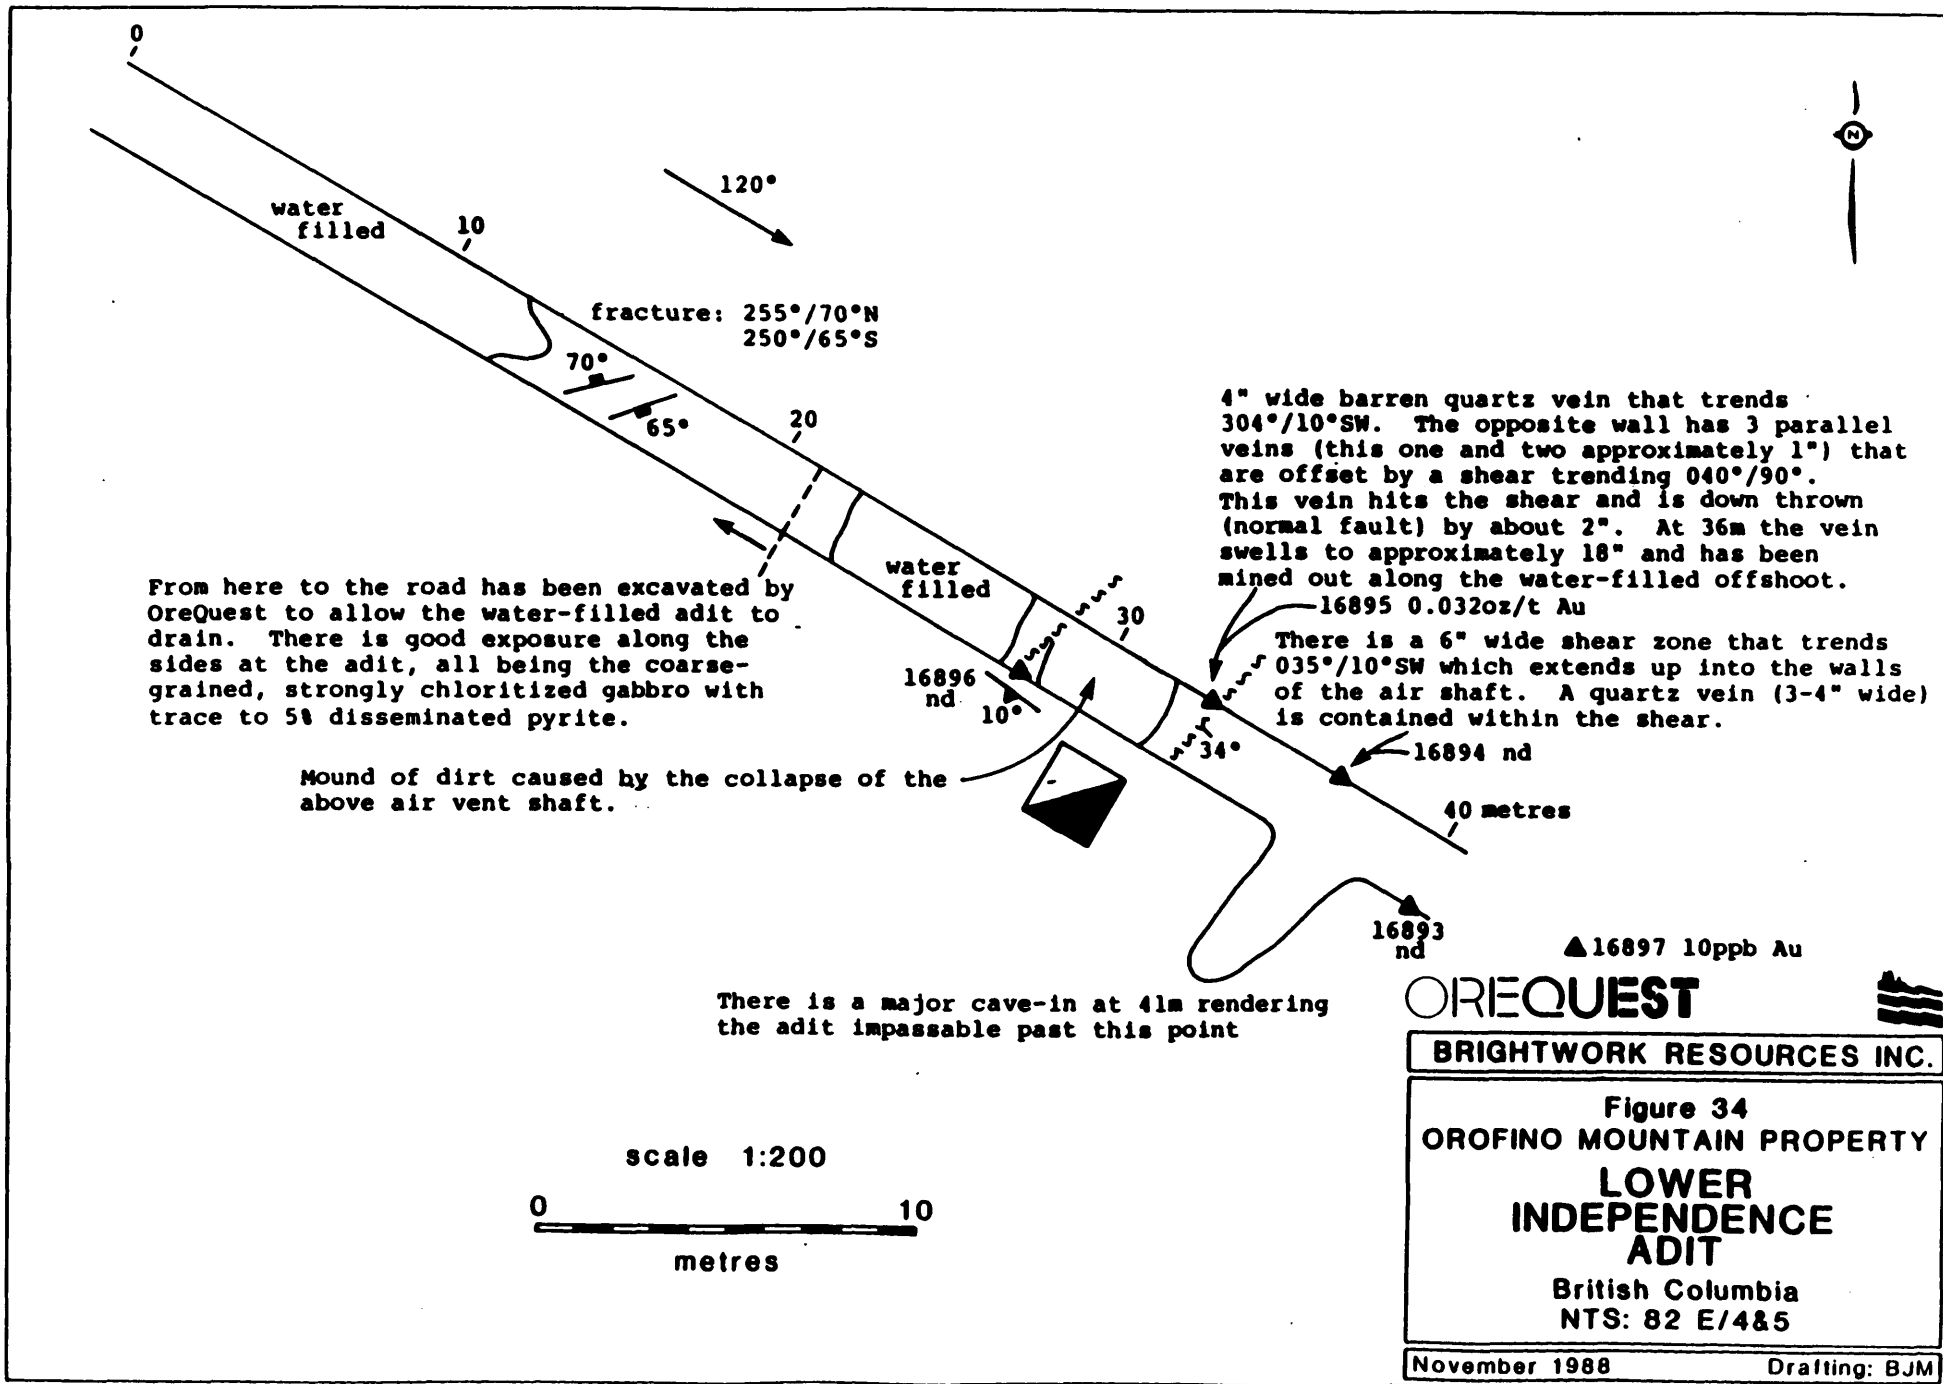 0
N
120°
water
filled
10
fracture: 255°/70°N
250°/65°S
70°
65°
20
4" wide barren quartz vein that trends
304°/10°SW. The opposite wall has 3 parallel
veins (this one and two approximately 1") that
are offset by a shear trending 040°/90°.
This vein hits the shear and is down thrown
(normal fault) by about 2". At 36m the vein
swells to approximately 18" and has been
mined out along the water-filled offshoot.
16895 0.032oz/t Au
There is a 6" wide shear zone that trends
035°/10°SW which extends up into the walls
of the air shaft. A quartz vein (3-4" wide)
is contained within the shear.
16894 nd
From here to the road has been excavated by
OreQuest to allow the water-filled adit to
drain. There is good exposure along the
sides at the adit, all being the coarse-
grained, strongly chloritized gabbro with
trace to 5% disseminated pyrite.
water
filled
30
16896
nd
10°
34°
Mound of dirt caused by the collapse of the
above air vent shaft.
40 metres
16893
nd
16897 10ppb Au
There is a major cave-in at 41m rendering
the adit impassable past this point
OREQUEST
BRIGHTWORK RESOURCES INC.
Figure 34
OROFINO MOUNTAIN PROPERTY
LOWER
INDEPENDENCE
ADIT
British Columbia
NTS: 82 E/4&5
November 1988 Drafting: BJM
scale 1:200
0 10
metres